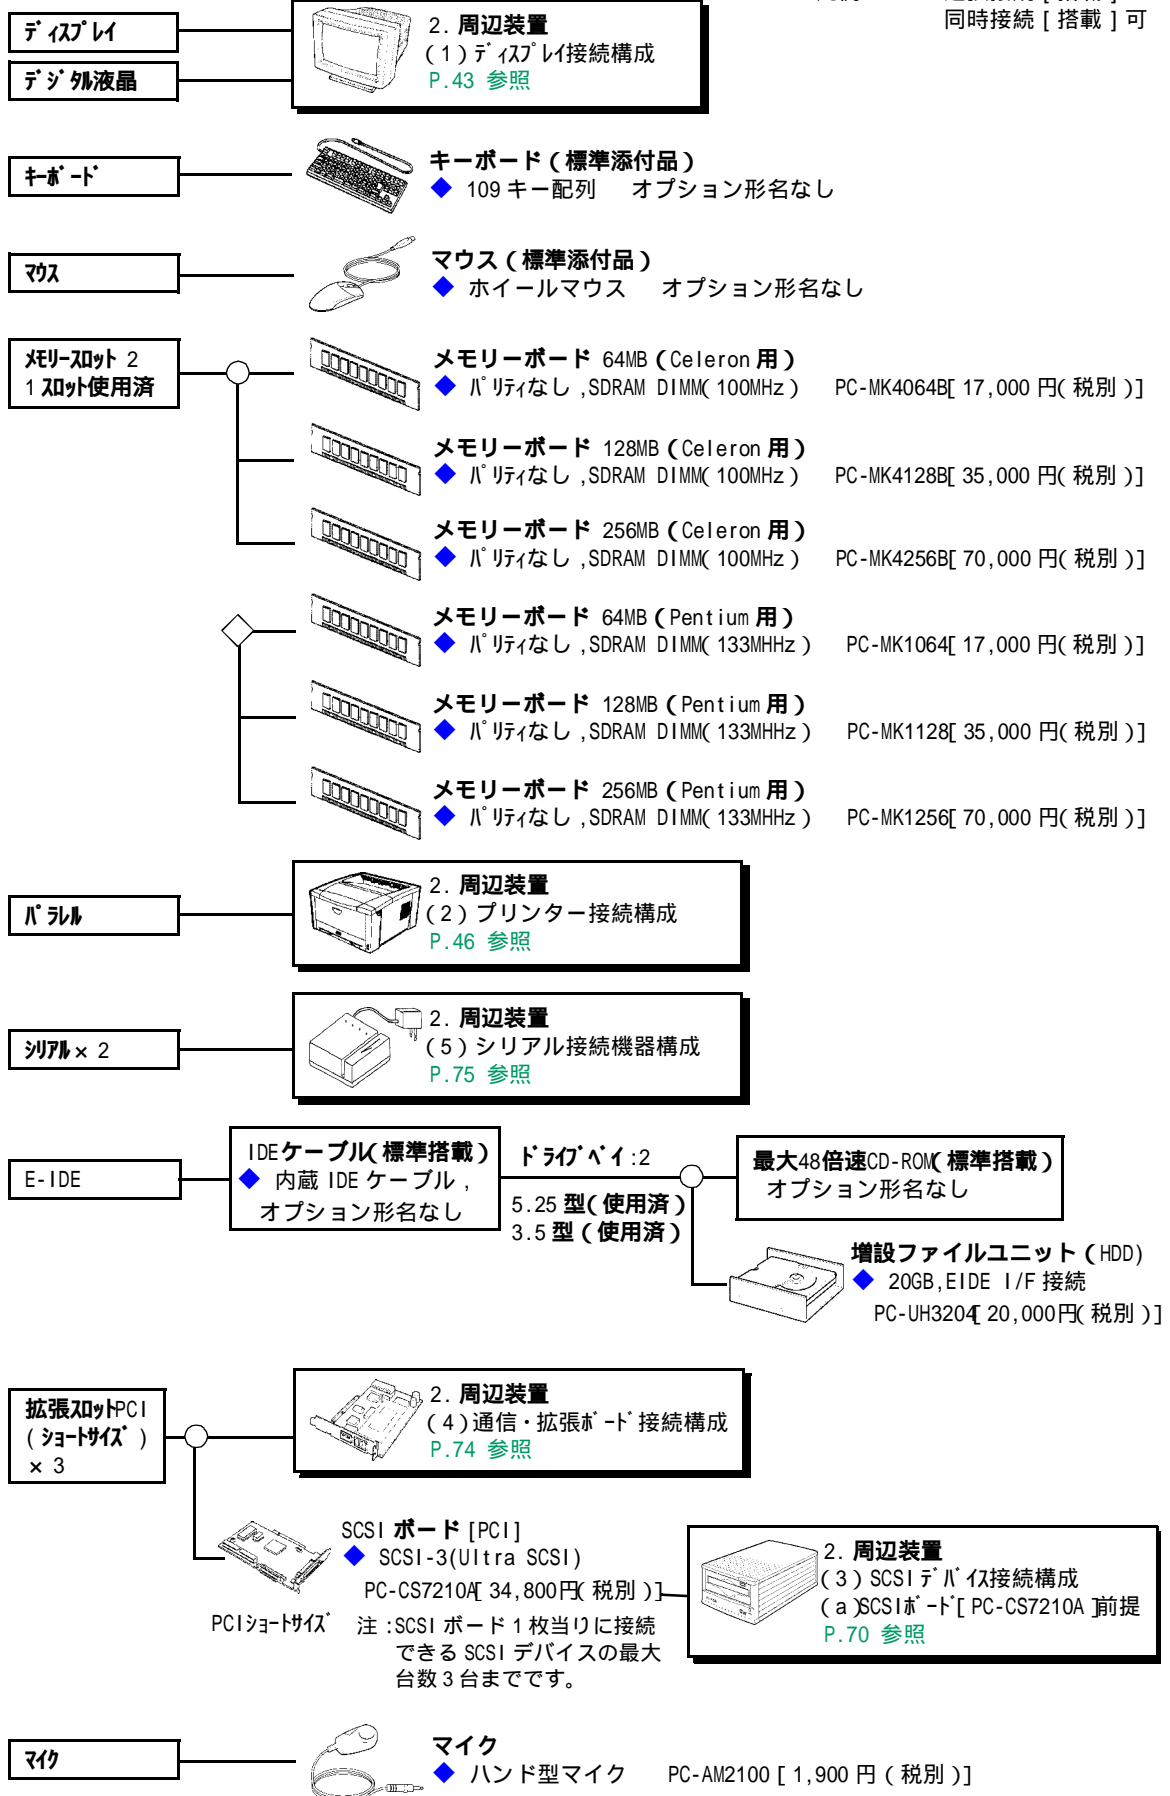 同時接続 [ 搭載 ] 可
ディスプレイ
デジタル液晶
2. 周辺装置
(1) ディスプレイ接続構成
P.43 参照
キーボード
キーボード ( 標準添付品 )
◆ 109 キー配列 オプション形名なし
マウス
マウス ( 標準添付品 )
◆ ホイールマウス オプション形名なし
メモリースロット 2
1 スロット使用済
メモリーボード 64MB ( Celeron 用 )
◆ パリティなし ,SDRAM DIMM( 100MHz ) PC-MK4064B[ 17,000 円( 税別 )]
メモリーボード 128MB ( Celeron 用 )
◆ パリティなし ,SDRAM DIMM( 100MHz ) PC-MK4128B[ 35,000 円( 税別 )]
メモリーボード 256MB ( Celeron 用 )
◆ パリティなし ,SDRAM DIMM( 100MHz ) PC-MK4256B[ 70,000 円( 税別 )]
メモリーボード 64MB ( Pentium 用 )
◆ パリティなし ,SDRAM DIMM( 133MHHz ) PC-MK1064[ 17,000 円( 税別 )]
メモリーボード 128MB ( Pentium 用 )
◆ パリティなし ,SDRAM DIMM( 133MHHz ) PC-MK1128[ 35,000 円( 税別 )]
メモリーボード 256MB ( Pentium 用 )
◆ パリティなし ,SDRAM DIMM( 133MHHz ) PC-MK1256[ 70,000 円( 税別 )]
パラレル
2. 周辺装置
( 2 ) プリンター接続構成
P.46 参照
シリアル × 2
2. 周辺装置
( 5 ) シリアル接続機器構成
P.75 参照
E-IDE
IDEケーブル( 標準搭載 )
◆ 内蔵 IDE ケーブル ,
オプション形名なし
ドライブベイ :2
5.25 型( 使用済 )
3.5 型 ( 使用済 )
最大48倍速CD-ROM( 標準搭載 )
オプション形名なし
増設ファイルユニット ( HDD)
◆ 20GB,EIDE I/F 接続
PC-UH3204[ 20,000円( 税別 )]
拡張スロットPCI
( ショートサイズ )
× 3
2. 周辺装置
( 4 ) 通信・拡張ボード接続構成
P.74 参照
SCSI ボード [PCI]
◆ SCSI-3(Ultra SCSI)
PC-CS7210A[ 34,800円( 税別 )]
PCIショートサイズ
注 :SCSI ボード 1 枚当りに接続
できる SCSI デバイスの最大
台数 3 台までです。
2. 周辺装置
( 3 ) SCSIデバイス接続構成
( a )SCSIボード[ PC-CS7210A ]前提
P.70 参照
マイク
マイク
◆ ハンド型マイク PC-AM2100 [ 1,900 円 ( 税別 )]